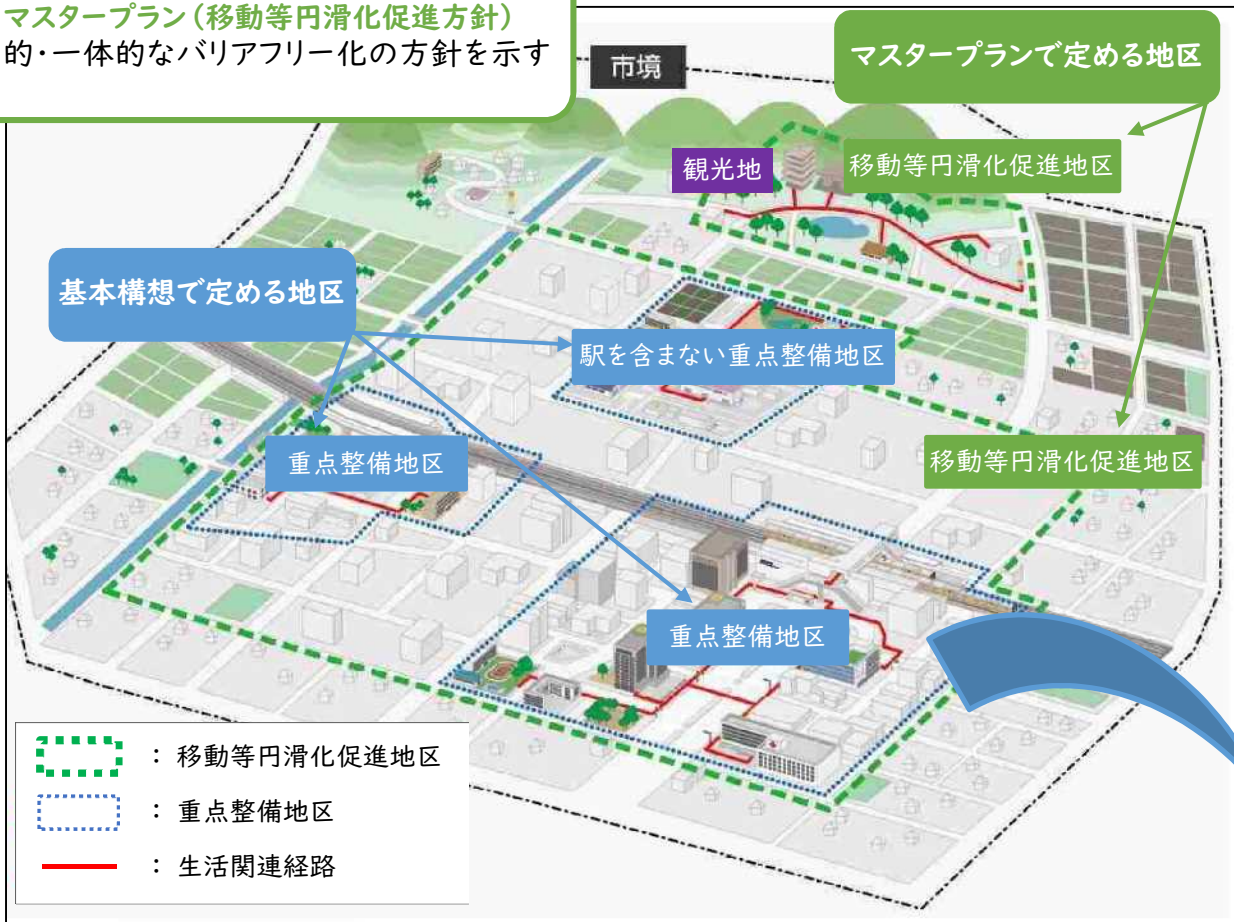 マスタープラン(移動等円滑化促進方針)
的・一体的なバリアフリー化の方針を示す
市境
マスタープランで定める地区
観光地
移動等円滑化促進地区
基本構想で定める地区
駅を含まない重点整備地区
重点整備地区
移動等円滑化促進地区
重点整備地区
：移動等円滑化促進地区
：重点整備地区
：生活関連経路